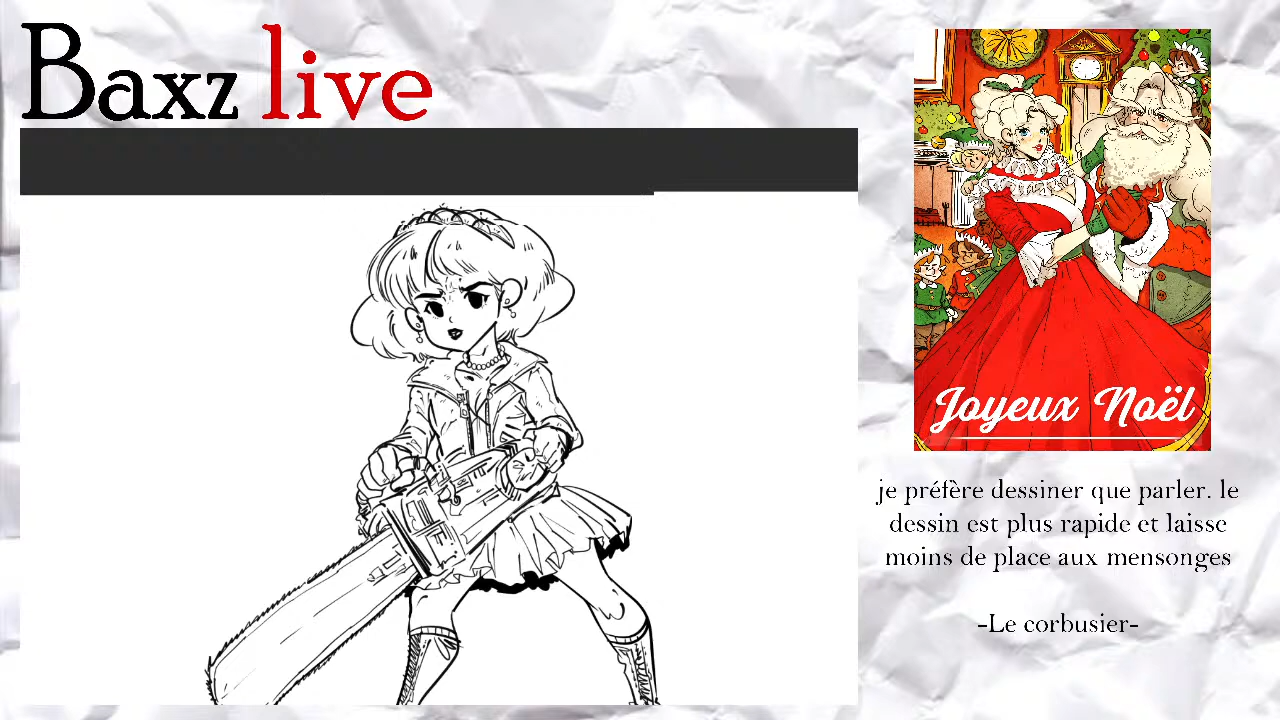 Baxz live
Joyeux Noël
je préfère dessiner que parler. le
dessin est plus rapide et laisse
moins de place aux mensonges
-Le corbusier-